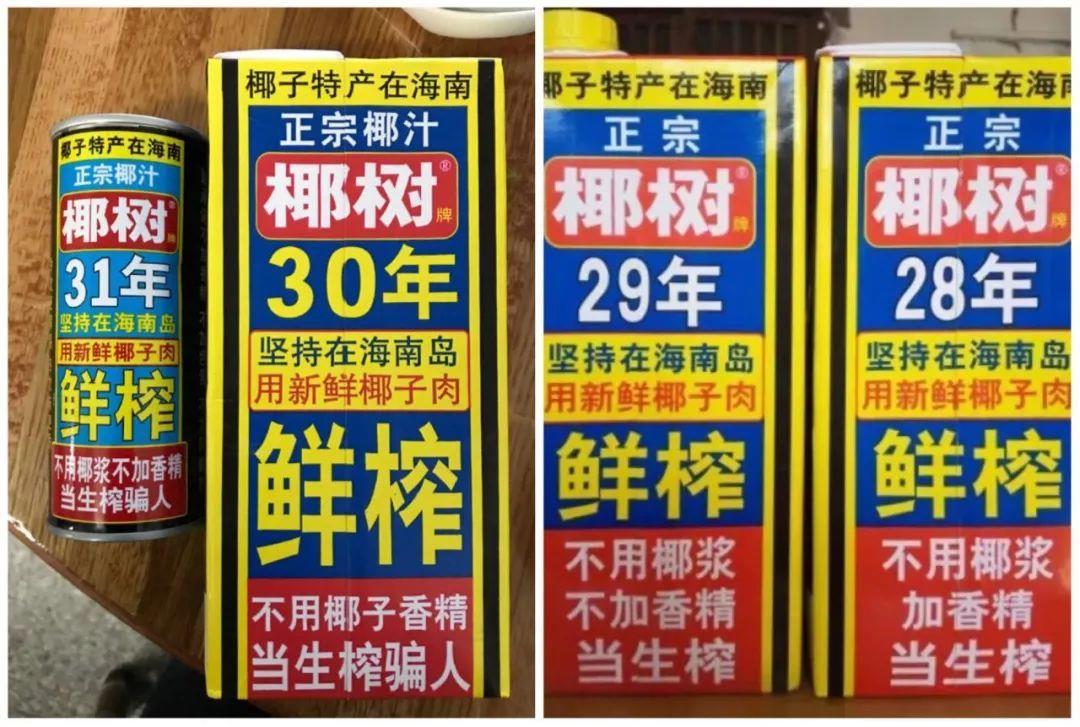 椰子特产在海南
正宗椰汁
椰树®
牌
31年
坚持在海南岛
用新鲜椰子肉
鲜榨
不用椰浆不加香精
当生榨骗人
椰子特产在海南
正宗椰汁
椰树®
牌
30年
坚持在海南岛
用新鲜椰子肉
鲜榨
不用椰子香精
当生榨骗人
椰子特产在海南
正宗
椰树®
牌
29年
坚持在海南岛
用新鲜椰子肉
鲜榨
不用椰浆
不加香精
当生榨
椰子特产在海南
正宗
椰树®
牌
28年
坚持在海南岛
用新鲜椰子肉
鲜榨
不用椰浆
加香精
当生榨